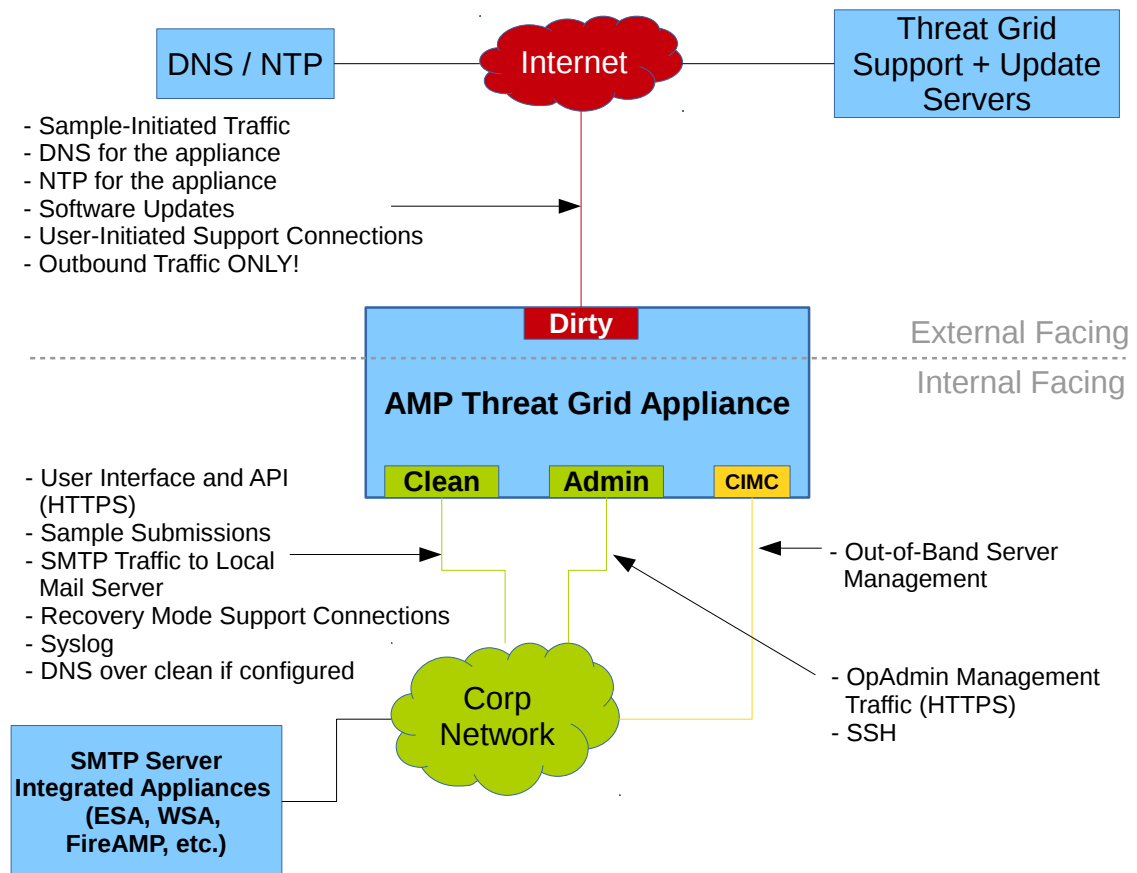 DNS / NTP
Internet
Threat Grid
Support + Update
Servers
- Sample-Initiated Traffic
- DNS for the appliance
- NTP for the appliance
- Software Updates
- User-Initiated Support Connections
- Outbound Traffic ONLY!
Dirty
External Facing
Internal Facing
AMP Threat Grid Appliance
Clean
Admin
CIMC
- User Interface and API
(HTTPS)
- Sample Submissions
- SMTP Traffic to Local
Mail Server
- Recovery Mode Support Connections
- Syslog
- DNS over clean if configured
- Out-of-Band Server
Management
- OpAdmin Management
Traffic (HTTPS)
- SSH
Corp
Network
SMTP Server
Integrated Appliances
(ESA, WSA,
FireAMP, etc.)